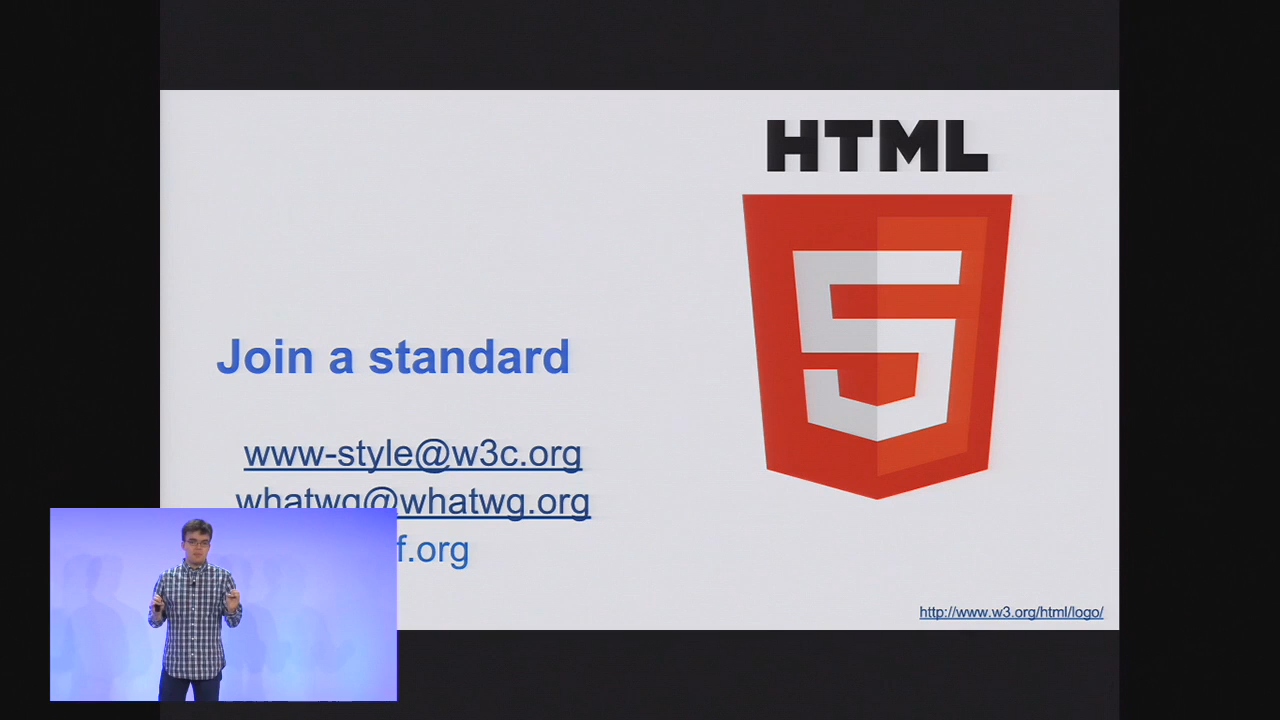 HTML
5
Join a standard
www-style@w3c.org
whatwg@whatwg.org
f.org
http://www.w3.org/html/logo/